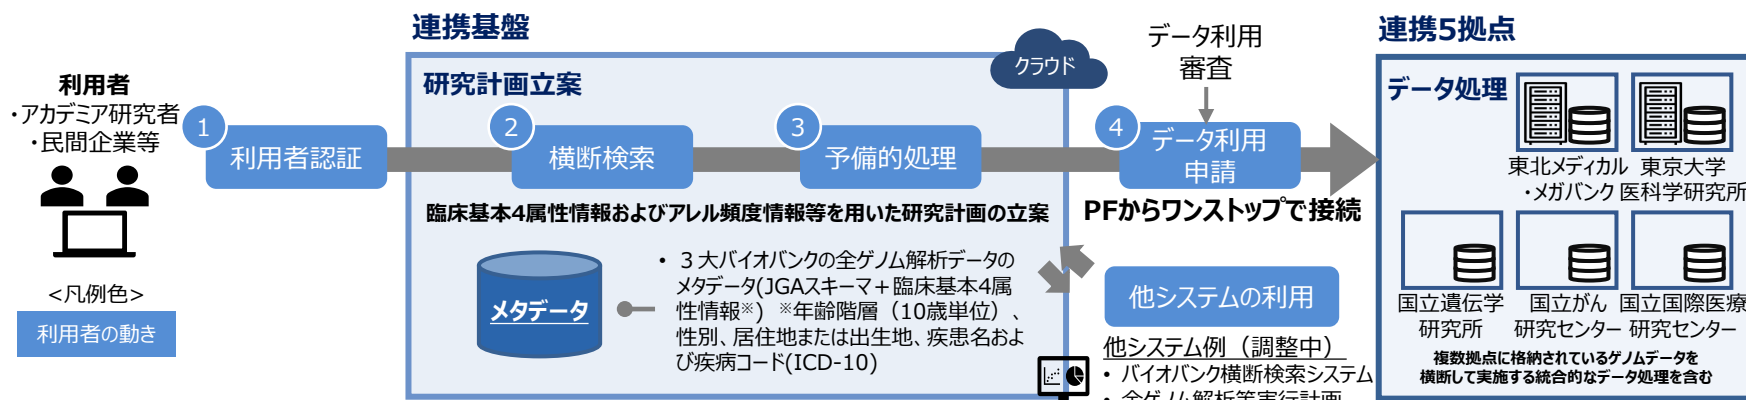 利用者
・アカデミア研究者
・民間企業等
<凡例色>
利用者の動き
1
利用者認証
連携基盤
クラウド
研究計画立案
2
横断検索
3
予備的処理
臨床基本4属性情報およびアレル頻度情報等を用いた研究計画の立案
メタデータ
• ３大バイオバンクの全ゲノム解析データの
メタデータ(JGAスキーマ＋臨床基本4属
性情報※) ※年齢階層（10歳単位）、
性別、居住地または出生地、疾患名およ
び疾病コード(ICD-10)
データ利用
審査
4
データ利用
申請
PFからワンストップで接続
他システムの利用
他システム例（調整中）
• バイオバンク横断検索システム
• 全ゲノム解析等実行計画
連携5拠点
データ処理
東北メディカル
・メガバンク
東京大学
医科学研究所
国立遺伝学
研究所
国立がん
研究センター
国立国際医療
研究センター
複数拠点に格納されているゲノムデータを
横断して実施する統合的なデータ処理を含む